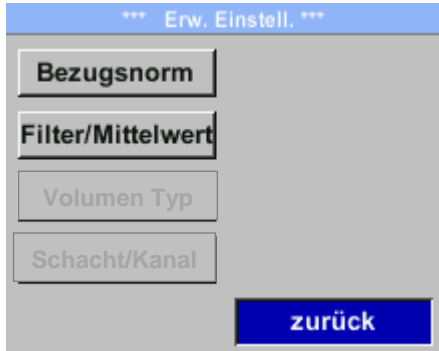 *** Erw. Einstell. ***
Bezugsnorm
Filter/Mittelwert
Volumen Typ
Schacht/Kanal
zurück